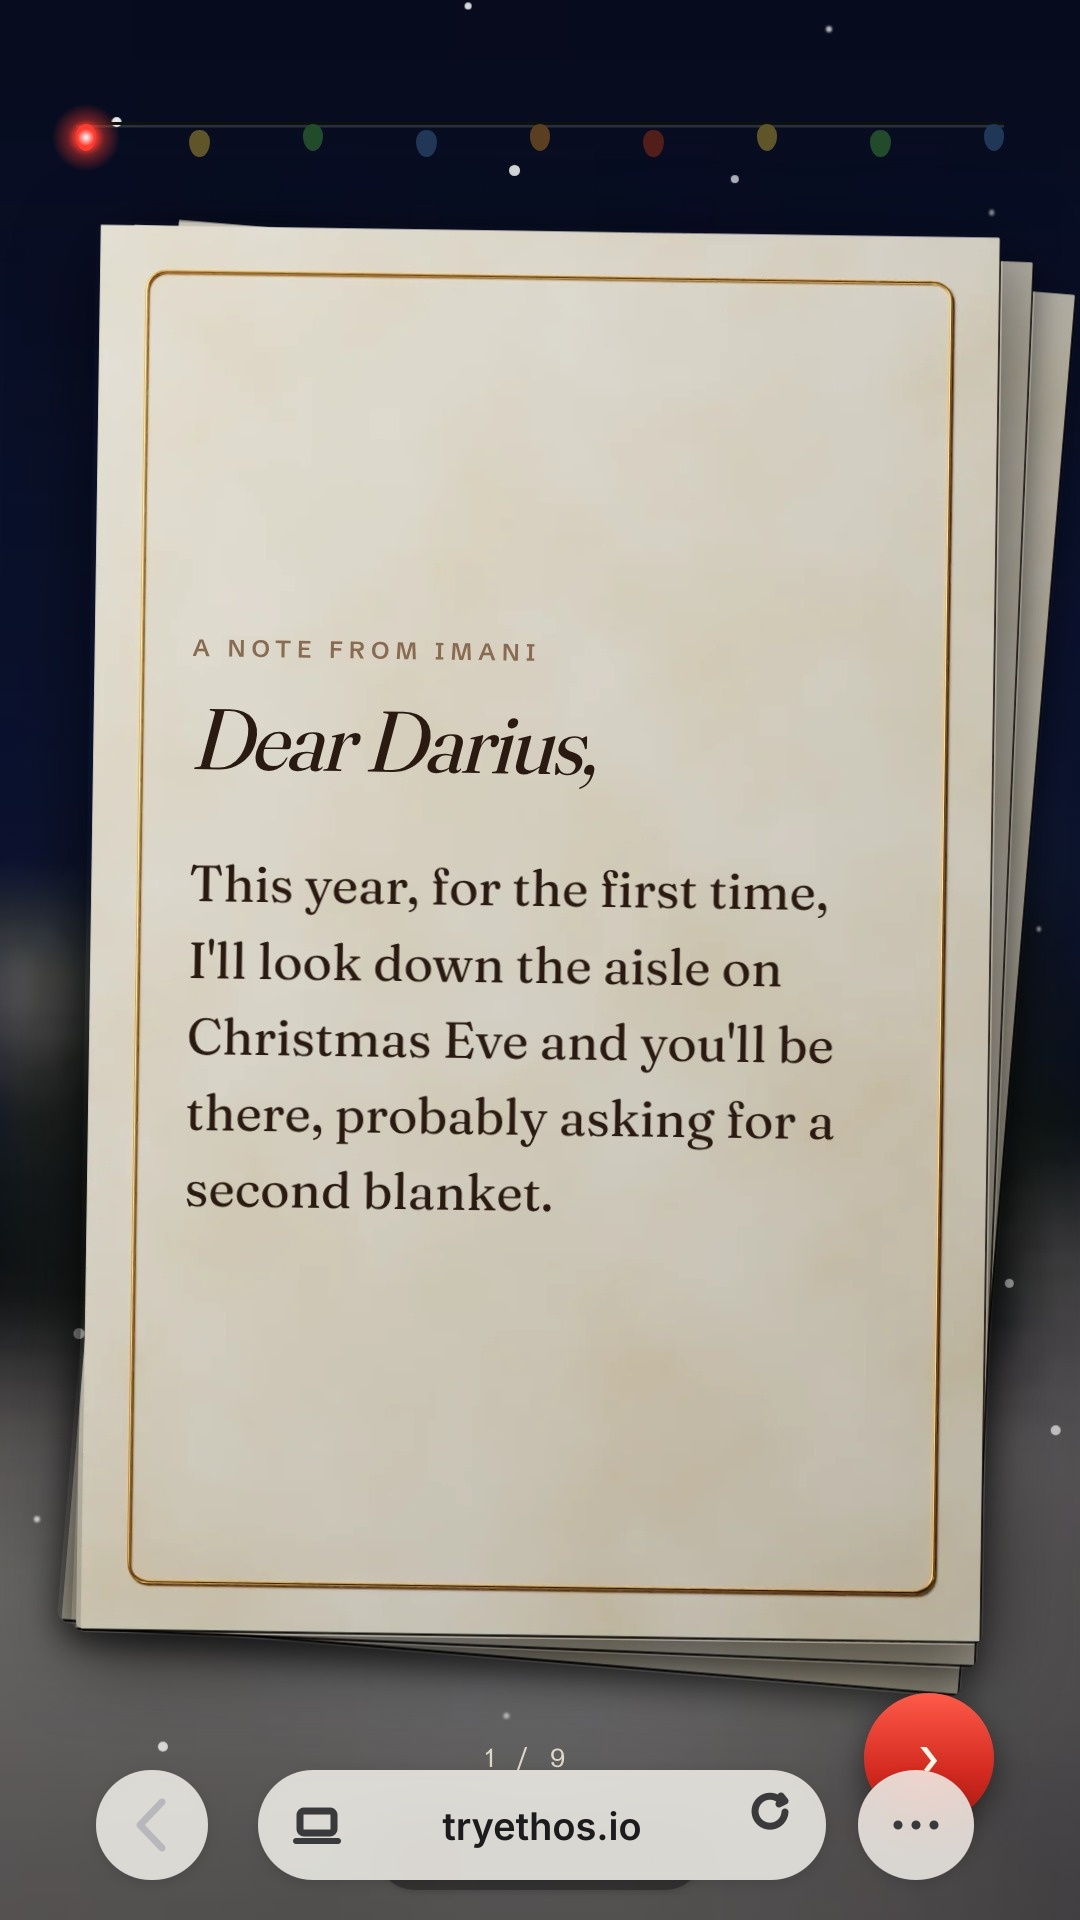 A NOTE FROM IMANI
Dear Darius,
This year, for the first time,
I'll look down the aisle on
Christmas Eve and you'll be
there, probably asking for a
second blanket.
1 / 9
tryethos.io